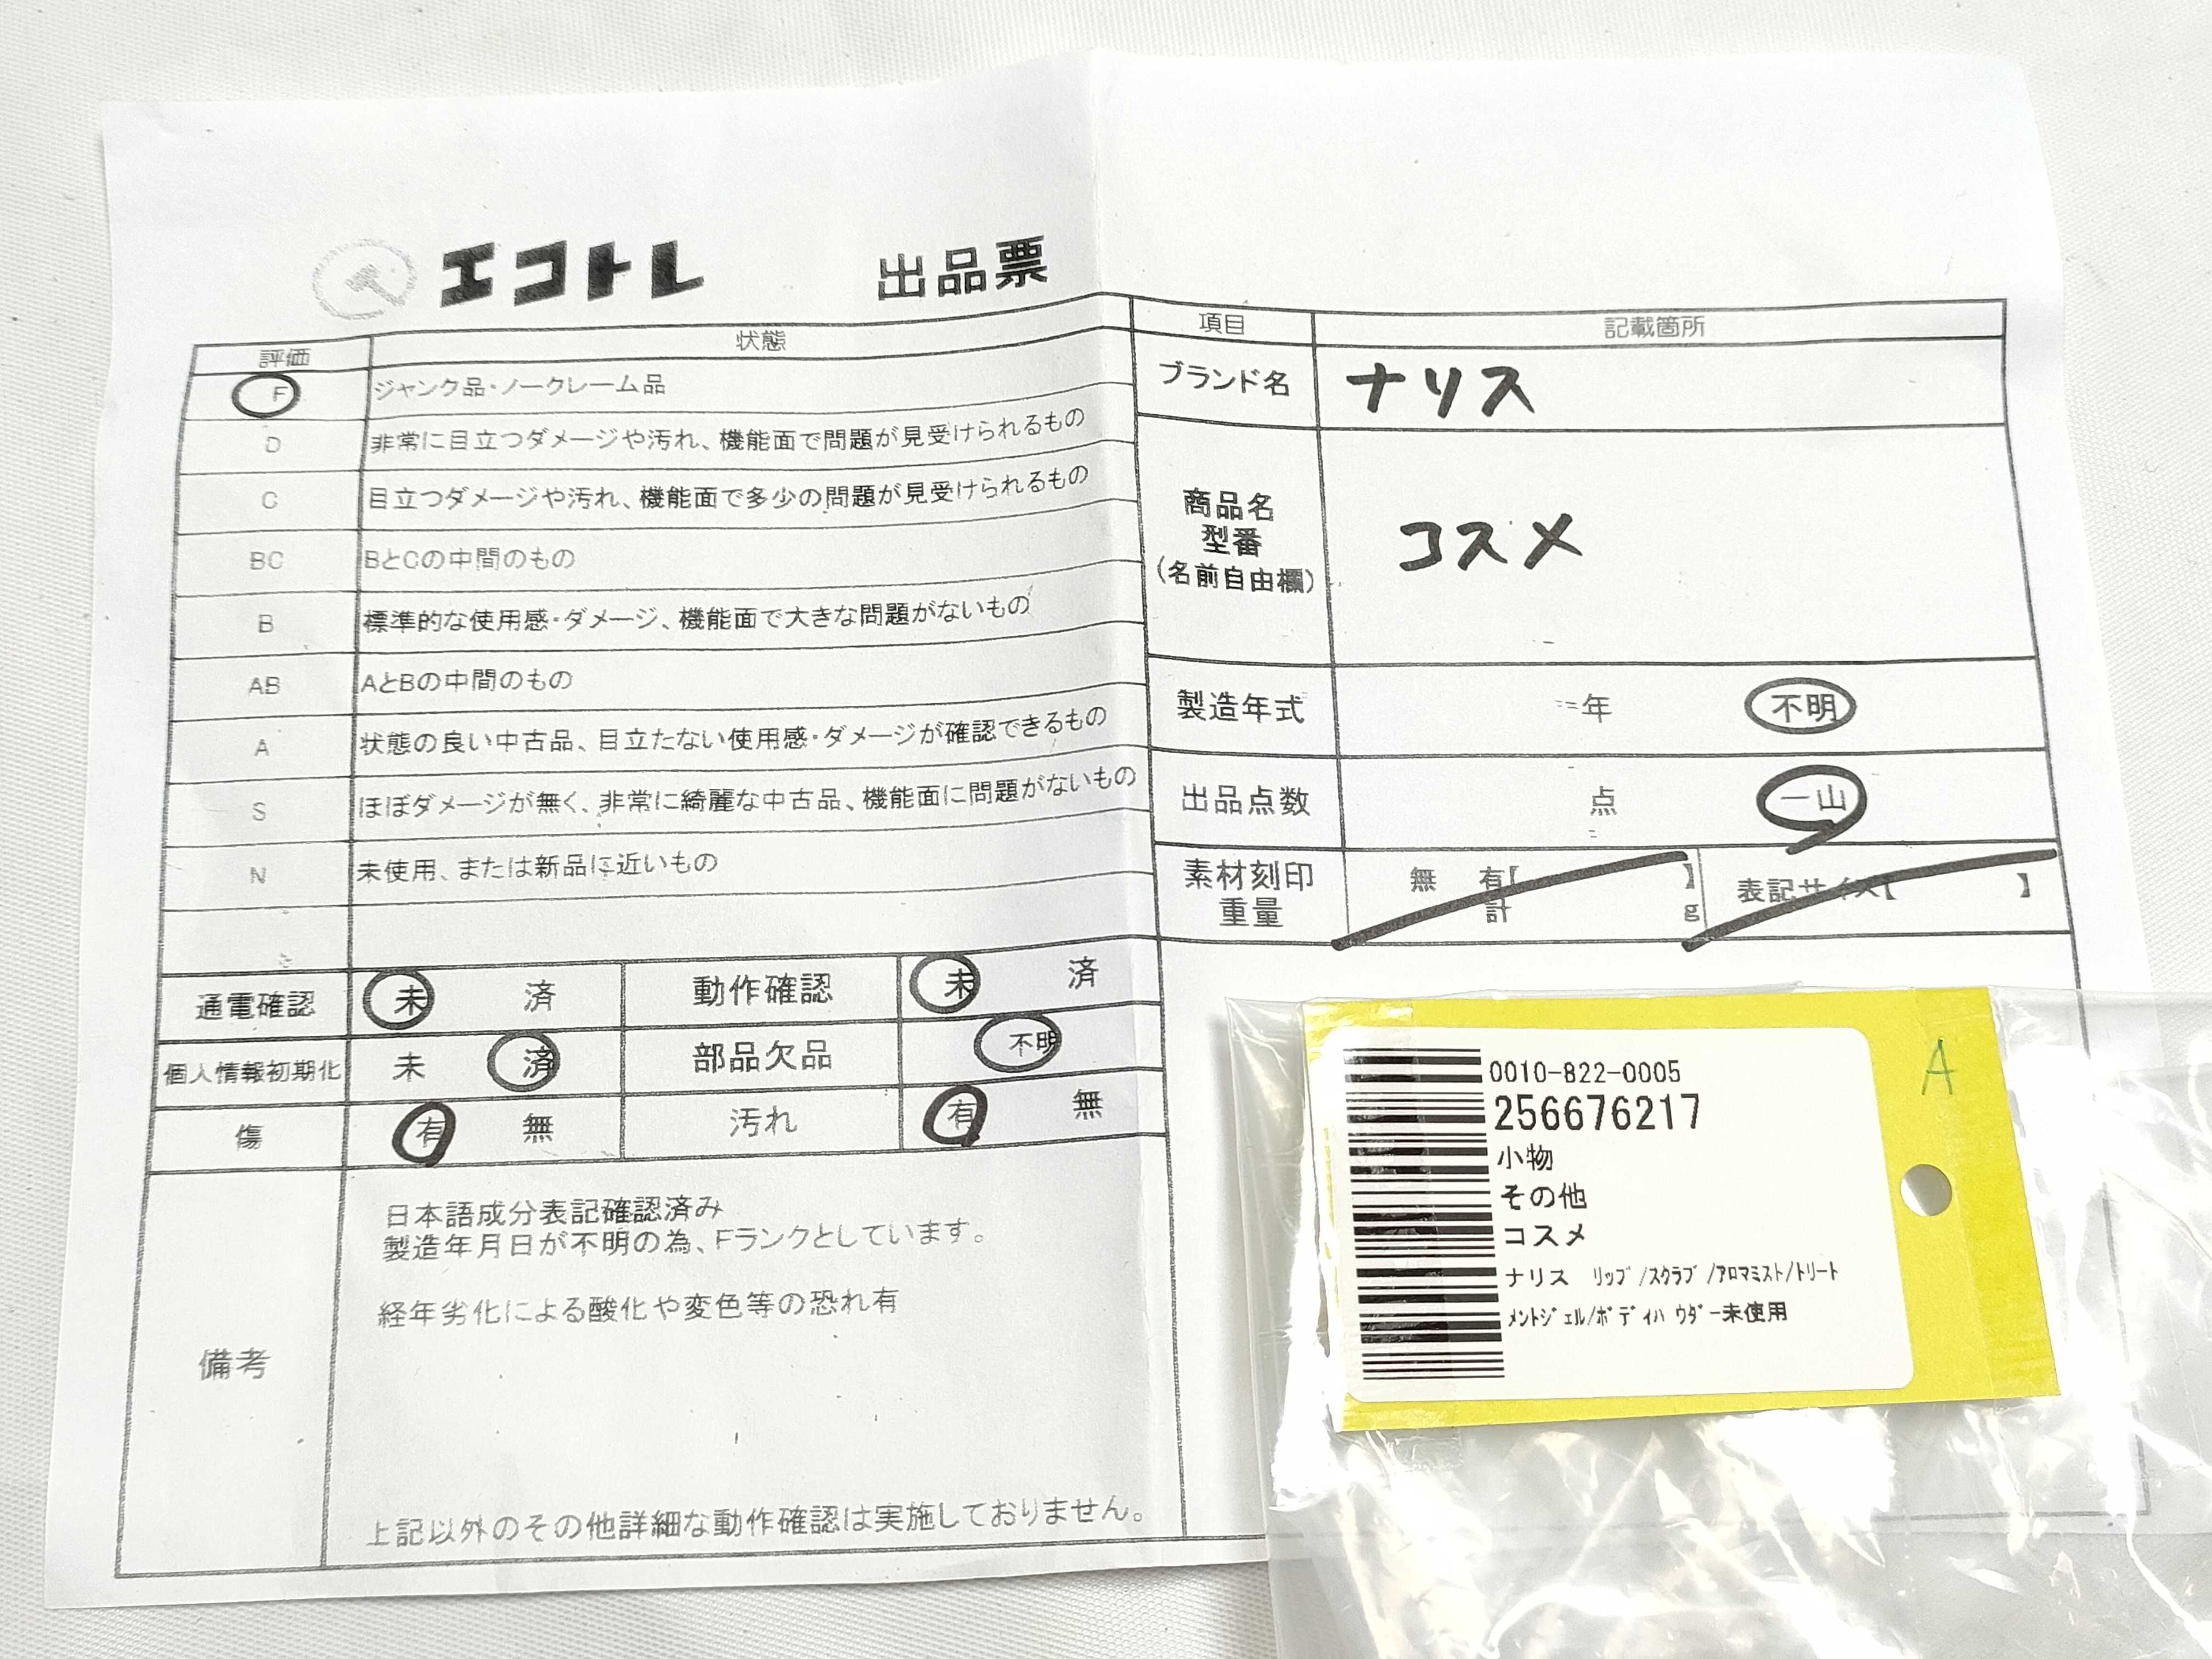 エコトレ 出品票
評価 状態
F ジャンク品・ノークレーム品
D 非常に目立つダメージや汚れ、機能面で問題が見受けられるもの
C 目立つダメージや汚れ、機能面で多少の問題が見受けられるもの
BC BとCの中間のもの
B 標準的な使用感・ダメージ、機能面で大きな問題がないもの
AB AとBの中間のもの
A 状態の良い中古品、目立たない使用感・ダメージが確認できるもの
S ほぼダメージが無く、非常に綺麗な中古品、機能面に問題がないもの
N 未使用、または新品に近いもの
通電確認 未 済 動作確認 未 済
個人情報初期化 未 済 部品欠品 不明
傷 有 無 汚れ 有 無
備考
日本語成分表記確認済み
製造年月日が不明の為、Fランクとしています。
経年劣化による酸化や変色等の恐れ有
上記以外のその他詳細な動作確認は実施しておりません。
項目 記載箇所
ブランド名 ナリス
商品名
型番
(名前自由欄)
コスメ
製造年式 年 不明
出品点数 点 一山
素材刻印 無 有【 】 表記サイズ【 】
重量 計 g
A
0010-822-0005
256676217
小物
その他
コスメ
ナリス ﾘｯﾌﾟ/ｽｸﾗﾌﾞ/ｱﾛﾏﾐｽﾄ/ﾄﾘｰﾄ
ﾒﾝﾄｼﾞｪﾙ/ﾎﾞﾃﾞｨﾊﾟｳﾀﾞｰ未使用